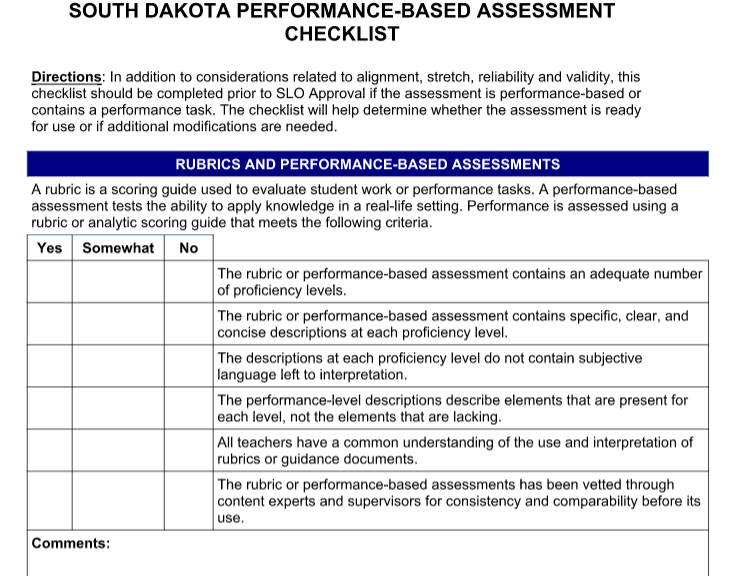 SOUTH DAKOTA PERFORMANCE-BASED ASSESSMENT
CHECKLIST
Directions: In addition to considerations related to alignment, stretch, reliability and validity, this
checklist should be completed prior to SLO Approval if the assessment is performance-based or
contains a performance task. The checklist will help determine whether the assessment is ready
for use or if additional modifications are needed.
RUBRICS AND PERFORMANCE-BASED ASSESSMENTS
A rubric is a scoring guide used to evaluate student work or performance tasks. A performance-based
assessment tests the ability to apply knowledge in a real-life setting. Performance is assessed using a
rubric or analytic scoring guide that meets the following criteria.
Yes Somewhat No
The rubric or performance-based assessment contains an adequate number
of proficiency levels.
The rubric or performance-based assessment contains specific, clear, and
concise descriptions at each proficiency level.
The descriptions at each proficiency level do not contain subjective
language left to interpretation.
The performance-level descriptions describe elements that are present for
each level, not the elements that are lacking.
All teachers have a common understanding of the use and interpretation of
rubrics or guidance documents.
The rubric or performance-based assessments has been vetted through
content experts and supervisors for consistency and comparability before its
use.
Comments: